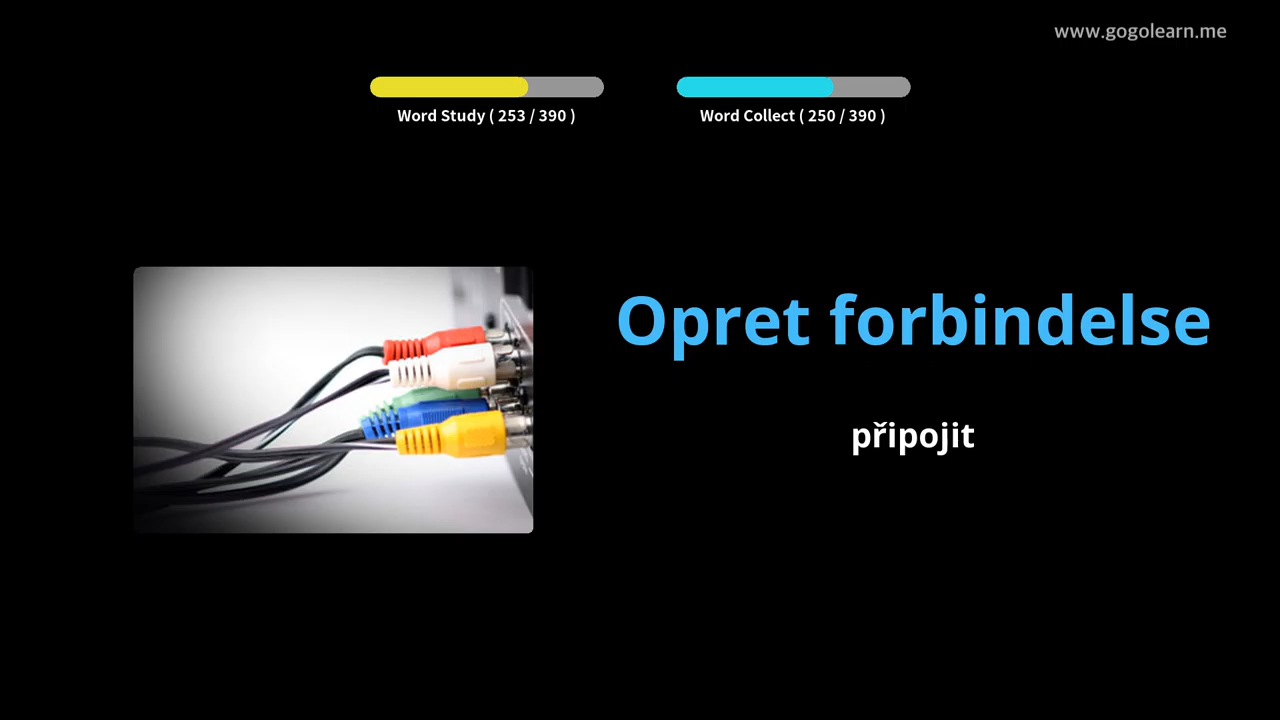 www.gogolearn.me
Word Study ( 253 / 390 )
Word Collect ( 250 / 390 )
Opret forbindelse
připojit